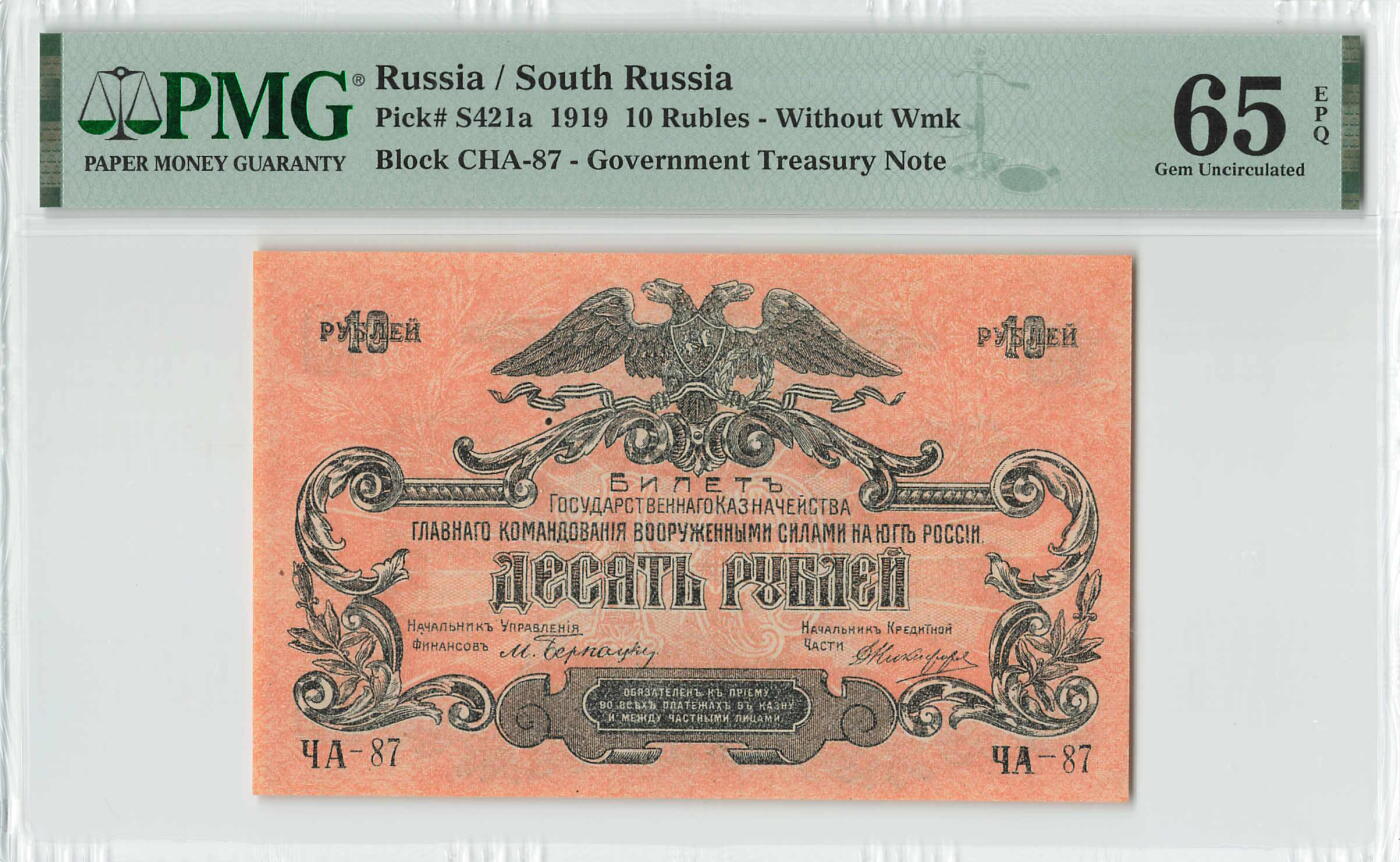 PMG®
PAPER MONEY GUARANTY
Russia / South Russia
Pick# S421a 1919 10 Rubles - Without Wmk
Block CHA-87 - Government Treasury Note
65
EPQ
Gem Uncirculated
10 РУБЛЕЙ
10 РУБЛЕЙ
БИЛЕТЪ
ГОСУДАРСТВЕННАГО КАЗНАЧЕЙСТВА
ГЛАВНАГО КОМАНДОВАНІЯ ВООРУЖЕННЫМИ СИЛАМИ НА ЮГѢ РОССІИ.
ДЕСЯТЬ РУБЛЕЙ
НАЧАЛЬНИКЪ УПРАВЛЕНІЯ
ФИНАНСОВЪ М. Бернацкій
НАЧАЛЬНИКЪ КРЕДИТНОЙ
ЧАСТИ
ОБЯЗАТЕЛЕНЪ КЪ ПРІЕМУ
ВО ВСѢХЪ ПЛАТЕЖАХЪ ВЪ КАЗНУ
И МЕЖДУ ЧАСТНЫМИ ЛИЦАМИ.
ЧА-87
ЧА-87